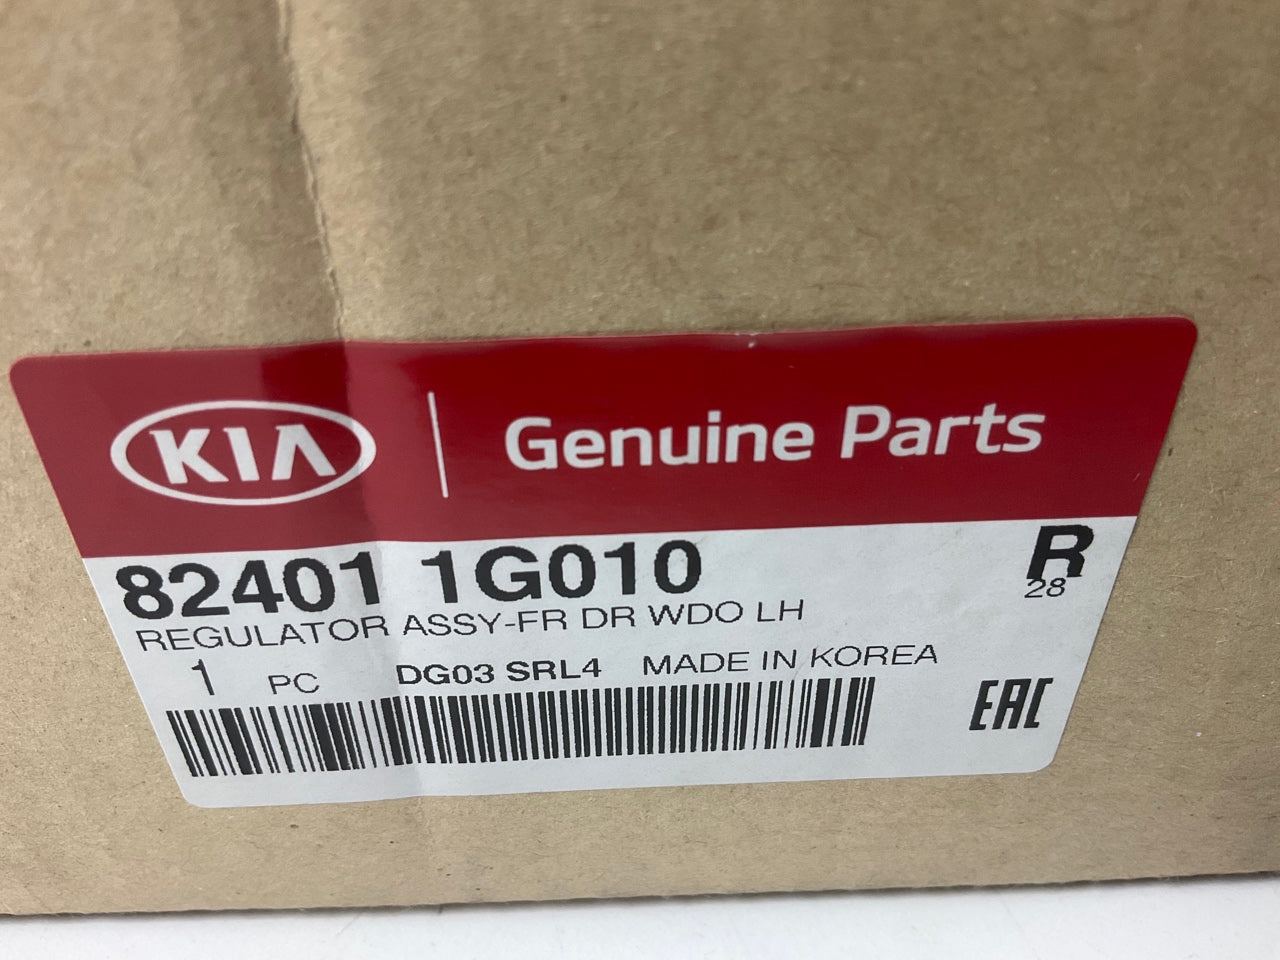 KIA Genuine Parts
82401 1G010 R
28
REGULATOR ASSY-FR DR WDO LH
1 PC DG03 SRL4 MADE IN KOREA
EAC